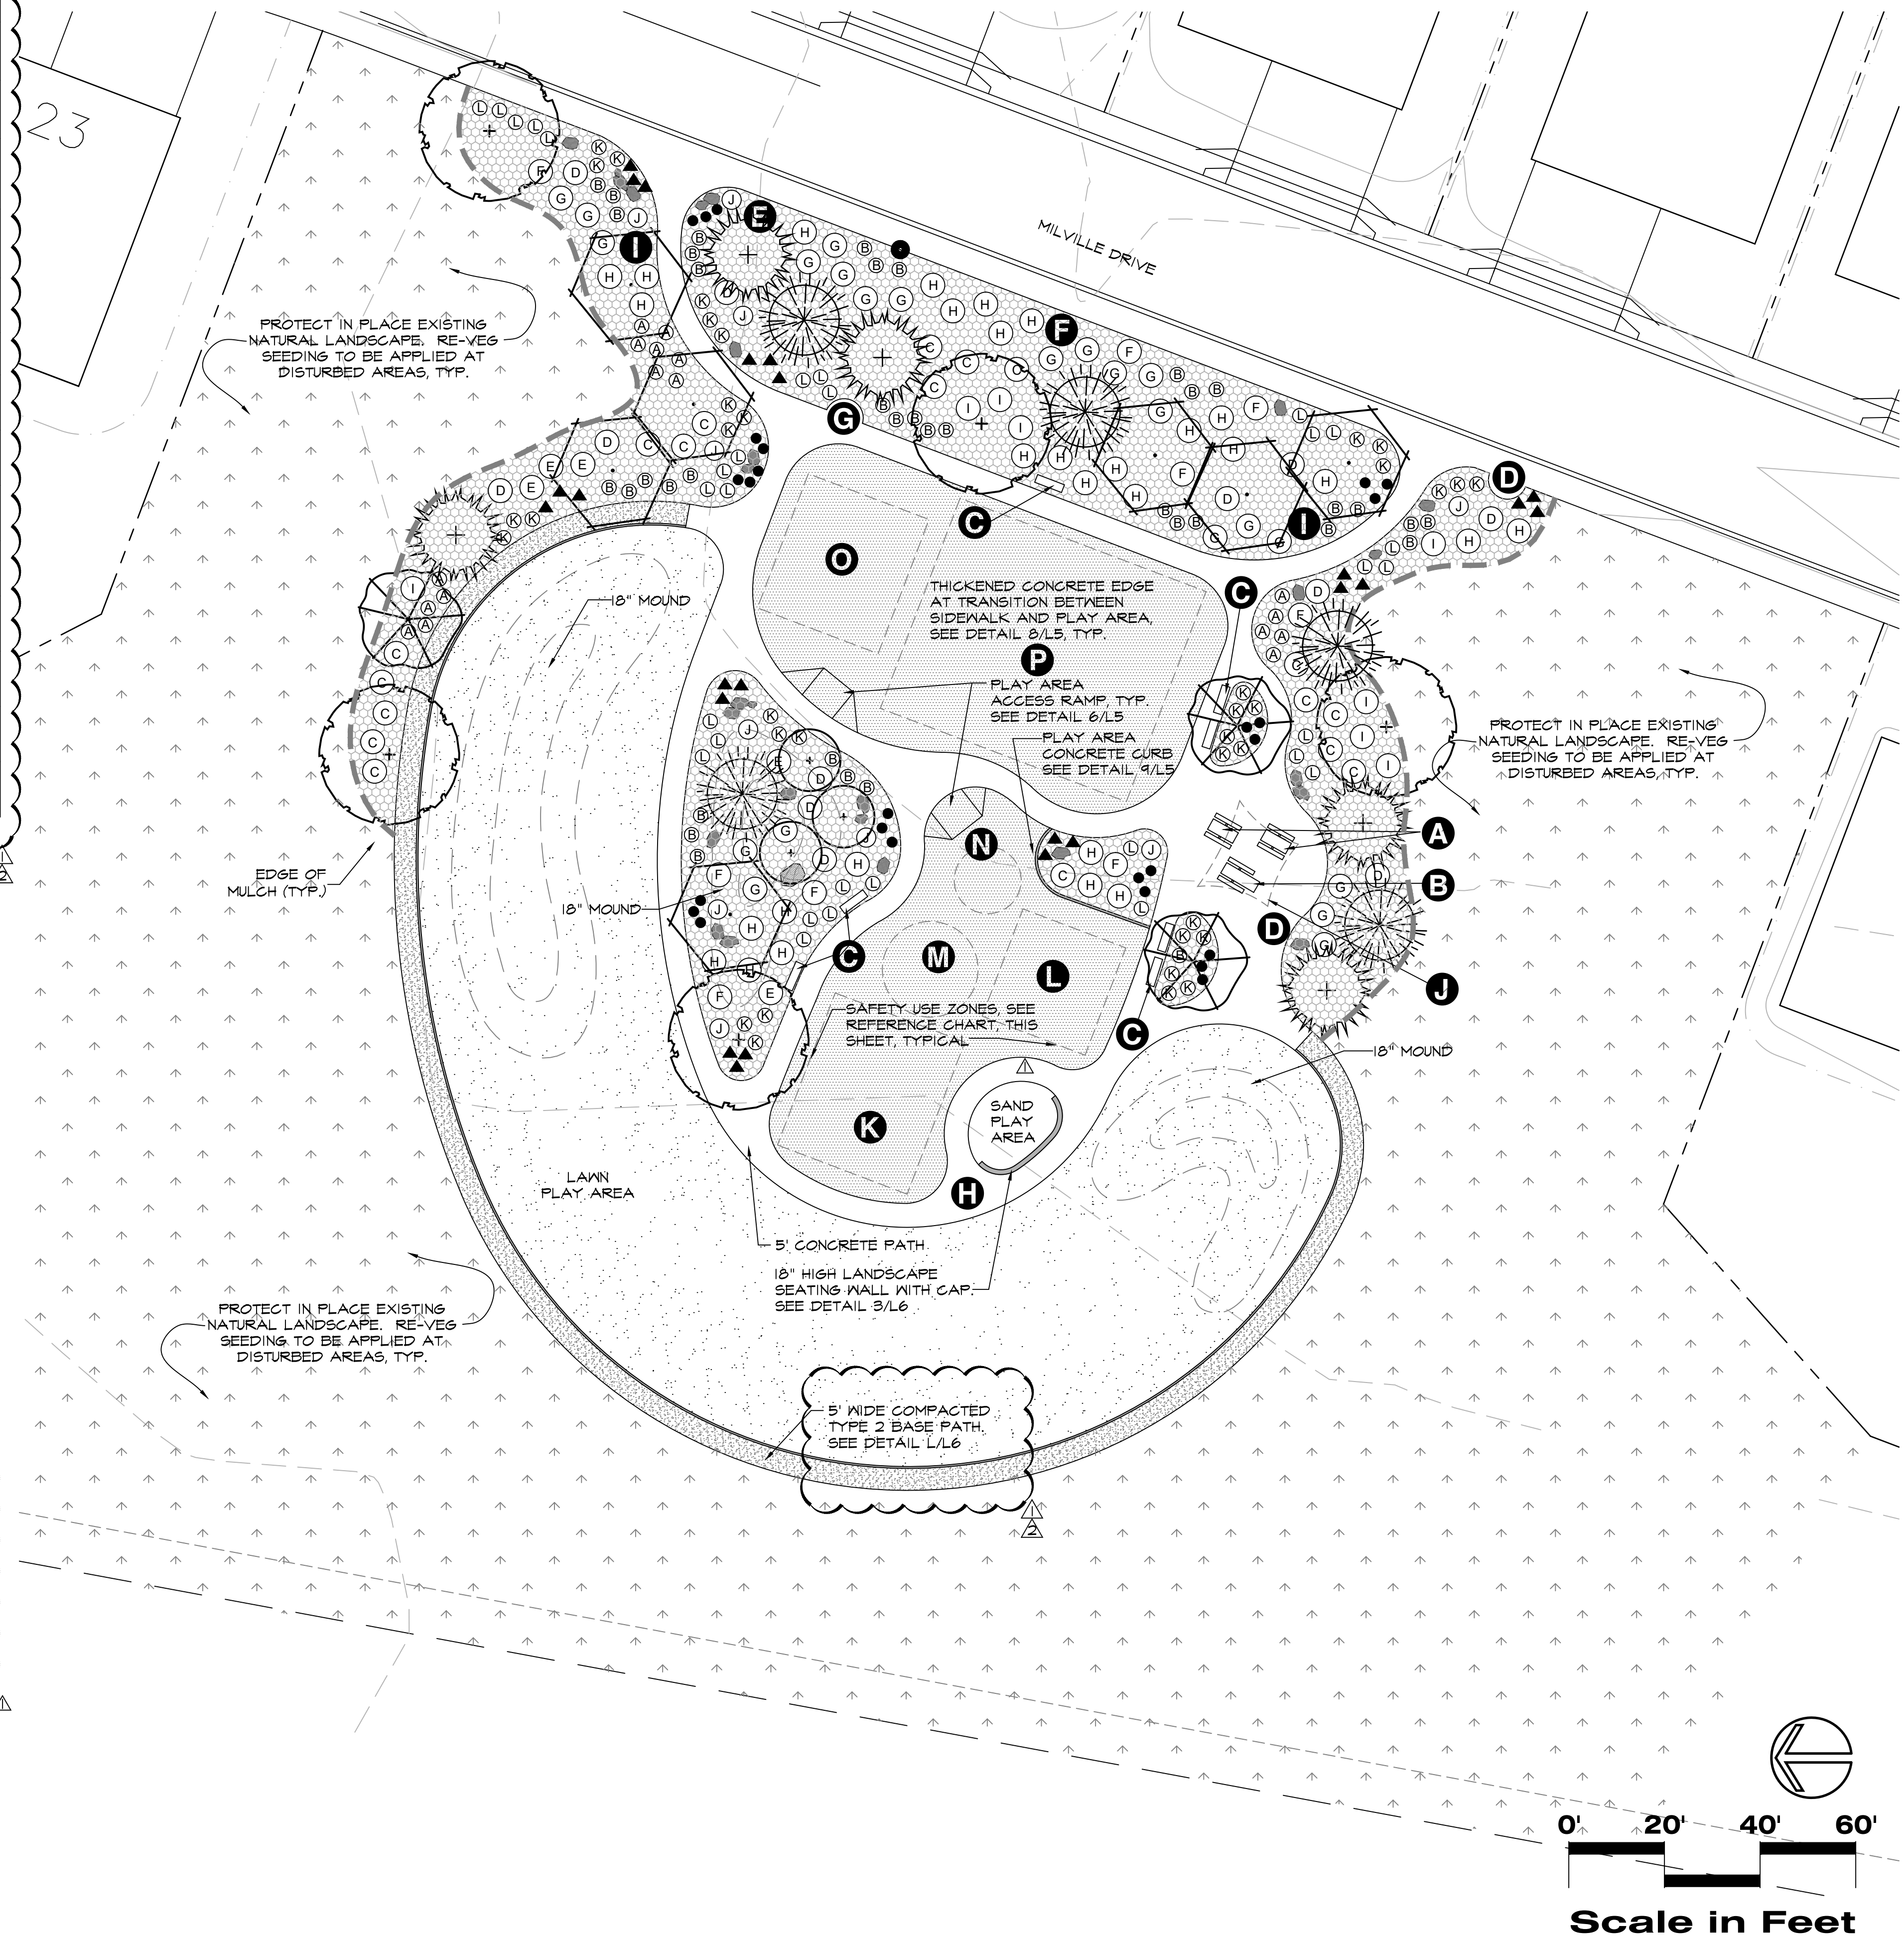 23
MILVILLE DRIVE
PROTECT IN PLACE EXISTING
NATURAL LANDSCAPE. RE-VEG
SEEDING TO BE APPLIED AT
DISTURBED AREAS, TYP.
I
E
F
G
C
I
D
O
C
18" MOUND
THICKENED CONCRETE EDGE
AT TRANSITION BETWEEN
SIDEWALK AND PLAY AREA,
SEE DETAIL 8/L5, TYP.
P
PLAY AREA
ACCESS RAMP, TYP.
SEE DETAIL 6/L5
PLAY AREA
CONCRETE CURB
SEE DETAIL 9/L5
PROTECT IN PLACE EXISTING
NATURAL LANDSCAPE. RE-VEG
SEEDING TO BE APPLIED AT
DISTURBED AREAS, TYP.
N
A
B
EDGE OF
MULCH (TYP.)
18" MOUND
D
C
M
L
J
SAFETY USE ZONES, SEE
REFERENCE CHART, THIS
SHEET, TYPICAL
C
18" MOUND
1
K
SAND
PLAY
AREA
LAWN
PLAY AREA
H
5' CONCRETE PATH
18" HIGH LANDSCAPE
SEATING WALL WITH CAP.
SEE DETAIL 3/L6
PROTECT IN PLACE EXISTING
NATURAL LANDSCAPE. RE-VEG
SEEDING TO BE APPLIED AT
DISTURBED AREAS, TYP.
5' WIDE COMPACTED
TYPE 2 BASE PATH.
SEE DETAIL L/L6
1
2
0' 20' 40' 60'
Scale in Feet